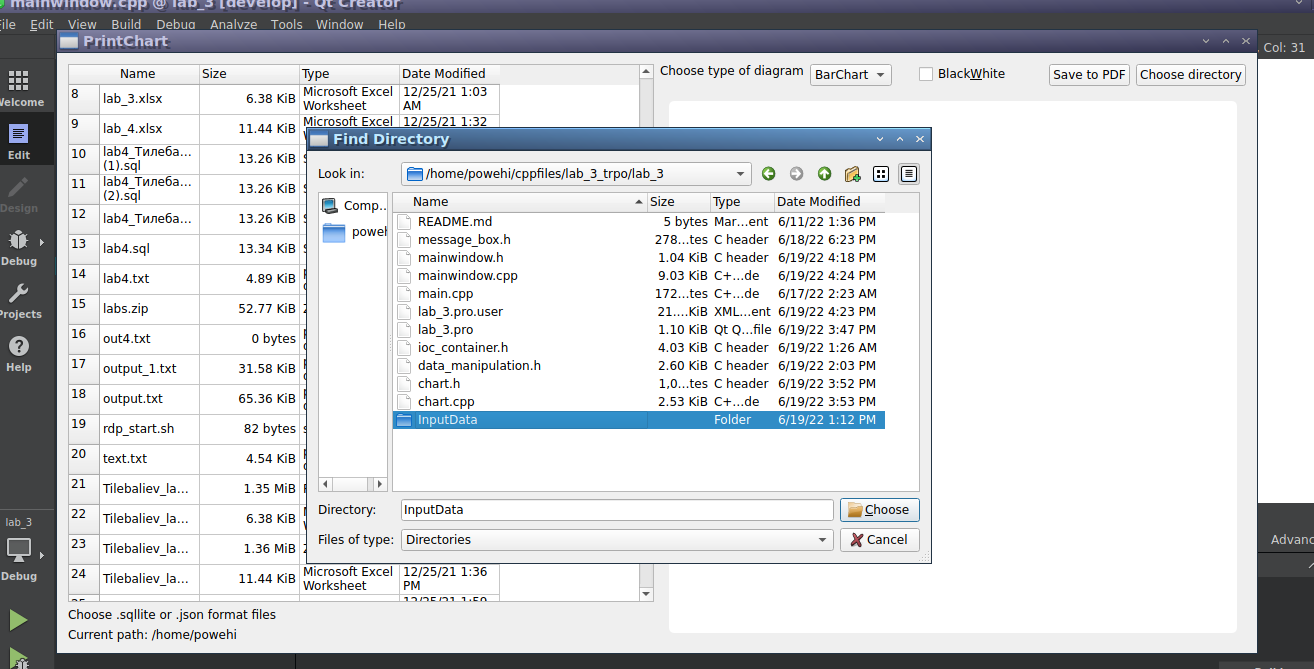 mainwindow.cpp @ lab_3 [develop] - Qt Creator
File Edit View Build Debug Analyze Tools Window Help
PrintChart
Col: 31
Welcome
Edit
Design
Debug
Projects
Help
lab_3
Debug
Name Size Type Date Modified
8 lab_3.xlsx 6.38 KiB Microsoft Excel Worksheet 12/25/21 1:03 AM
9 lab_4.xlsx 11.44 KiB Microsoft Excel 12/25/21 1:32
10 lab4_Тилеба... (1).sql 13.26 KiB
11 lab4_Тилеба... (2).sql 13.26 KiB
12 lab4_Тилеба... 13.26 KiB
13 lab4.sql 13.34 KiB
14 lab4.txt 4.89 KiB
15 labs.zip 52.77 KiB
16 out4.txt 0 bytes
17 output_1.txt 31.58 KiB
18 output.txt 65.36 KiB
19 rdp_start.sh 82 bytes
20 text.txt 4.54 KiB
21 Tilebaliev_la... 1.35 MiB
22 Tilebaliev_la... 6.38 KiB
23 Tilebaliev_la... 1.36 MiB
24 Tilebaliev_la... 11.44 KiB Microsoft Excel Worksheet 12/25/21 1:36 PM
Choose .sqllite or .json format files
Current path: /home/powehi
Choose type of diagram BarChart BlackWhite Save to PDF Choose directory
Find Directory
Look in: /home/powehi/cppfiles/lab_3_trpo/lab_3
Comp...
powehi
Name Size Type Date Modified
README.md 5 bytes Mar...ent 6/11/22 1:36 PM
message_box.h 278...tes C header 6/18/22 6:23 PM
mainwindow.h 1.04 KiB C header 6/19/22 4:18 PM
mainwindow.cpp 9.03 KiB C+...de 6/19/22 4:24 PM
main.cpp 172...tes C+...de 6/17/22 2:23 AM
lab_3.pro.user 21....KiB XML...ent 6/19/22 4:23 PM
lab_3.pro 1.10 KiB Qt Q...file 6/19/22 3:47 PM
ioc_container.h 4.03 KiB C header 6/19/22 1:26 AM
data_manipulation.h 2.60 KiB C header 6/19/22 2:03 PM
chart.h 1,0...tes C header 6/19/22 3:52 PM
chart.cpp 2.53 KiB C+...de 6/19/22 3:53 PM
InputData Folder 6/19/22 1:12 PM
Directory: InputData Choose
Files of type: Directories Cancel